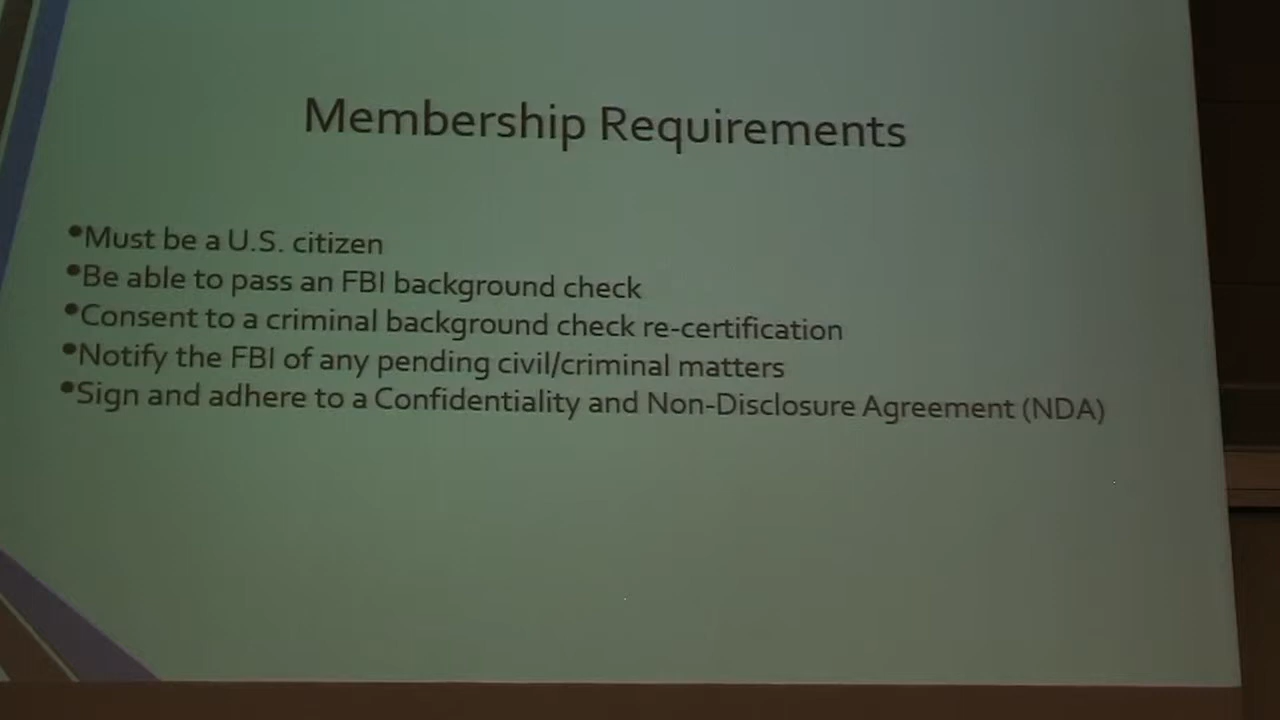 Membership Requirements
•Must be a U.S. citizen
•Be able to pass an FBI background check
•Consent to a criminal background check re-certification
•Notify the FBI of any pending civil/criminal matters
•Sign and adhere to a Confidentiality and Non-Disclosure Agreement (NDA)